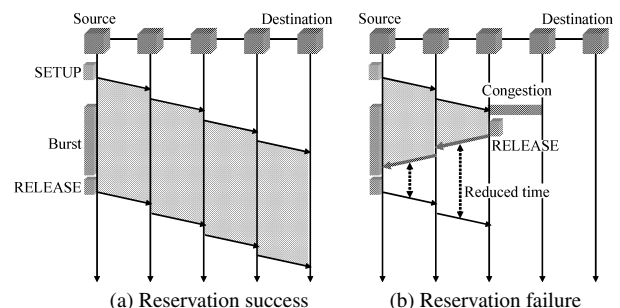 Source
Destination
SETUP
Burst
RELEASE
(a) Reservation success
Source
Destination
Congestion
RELEASE
Reduced time
(b) Reservation failure